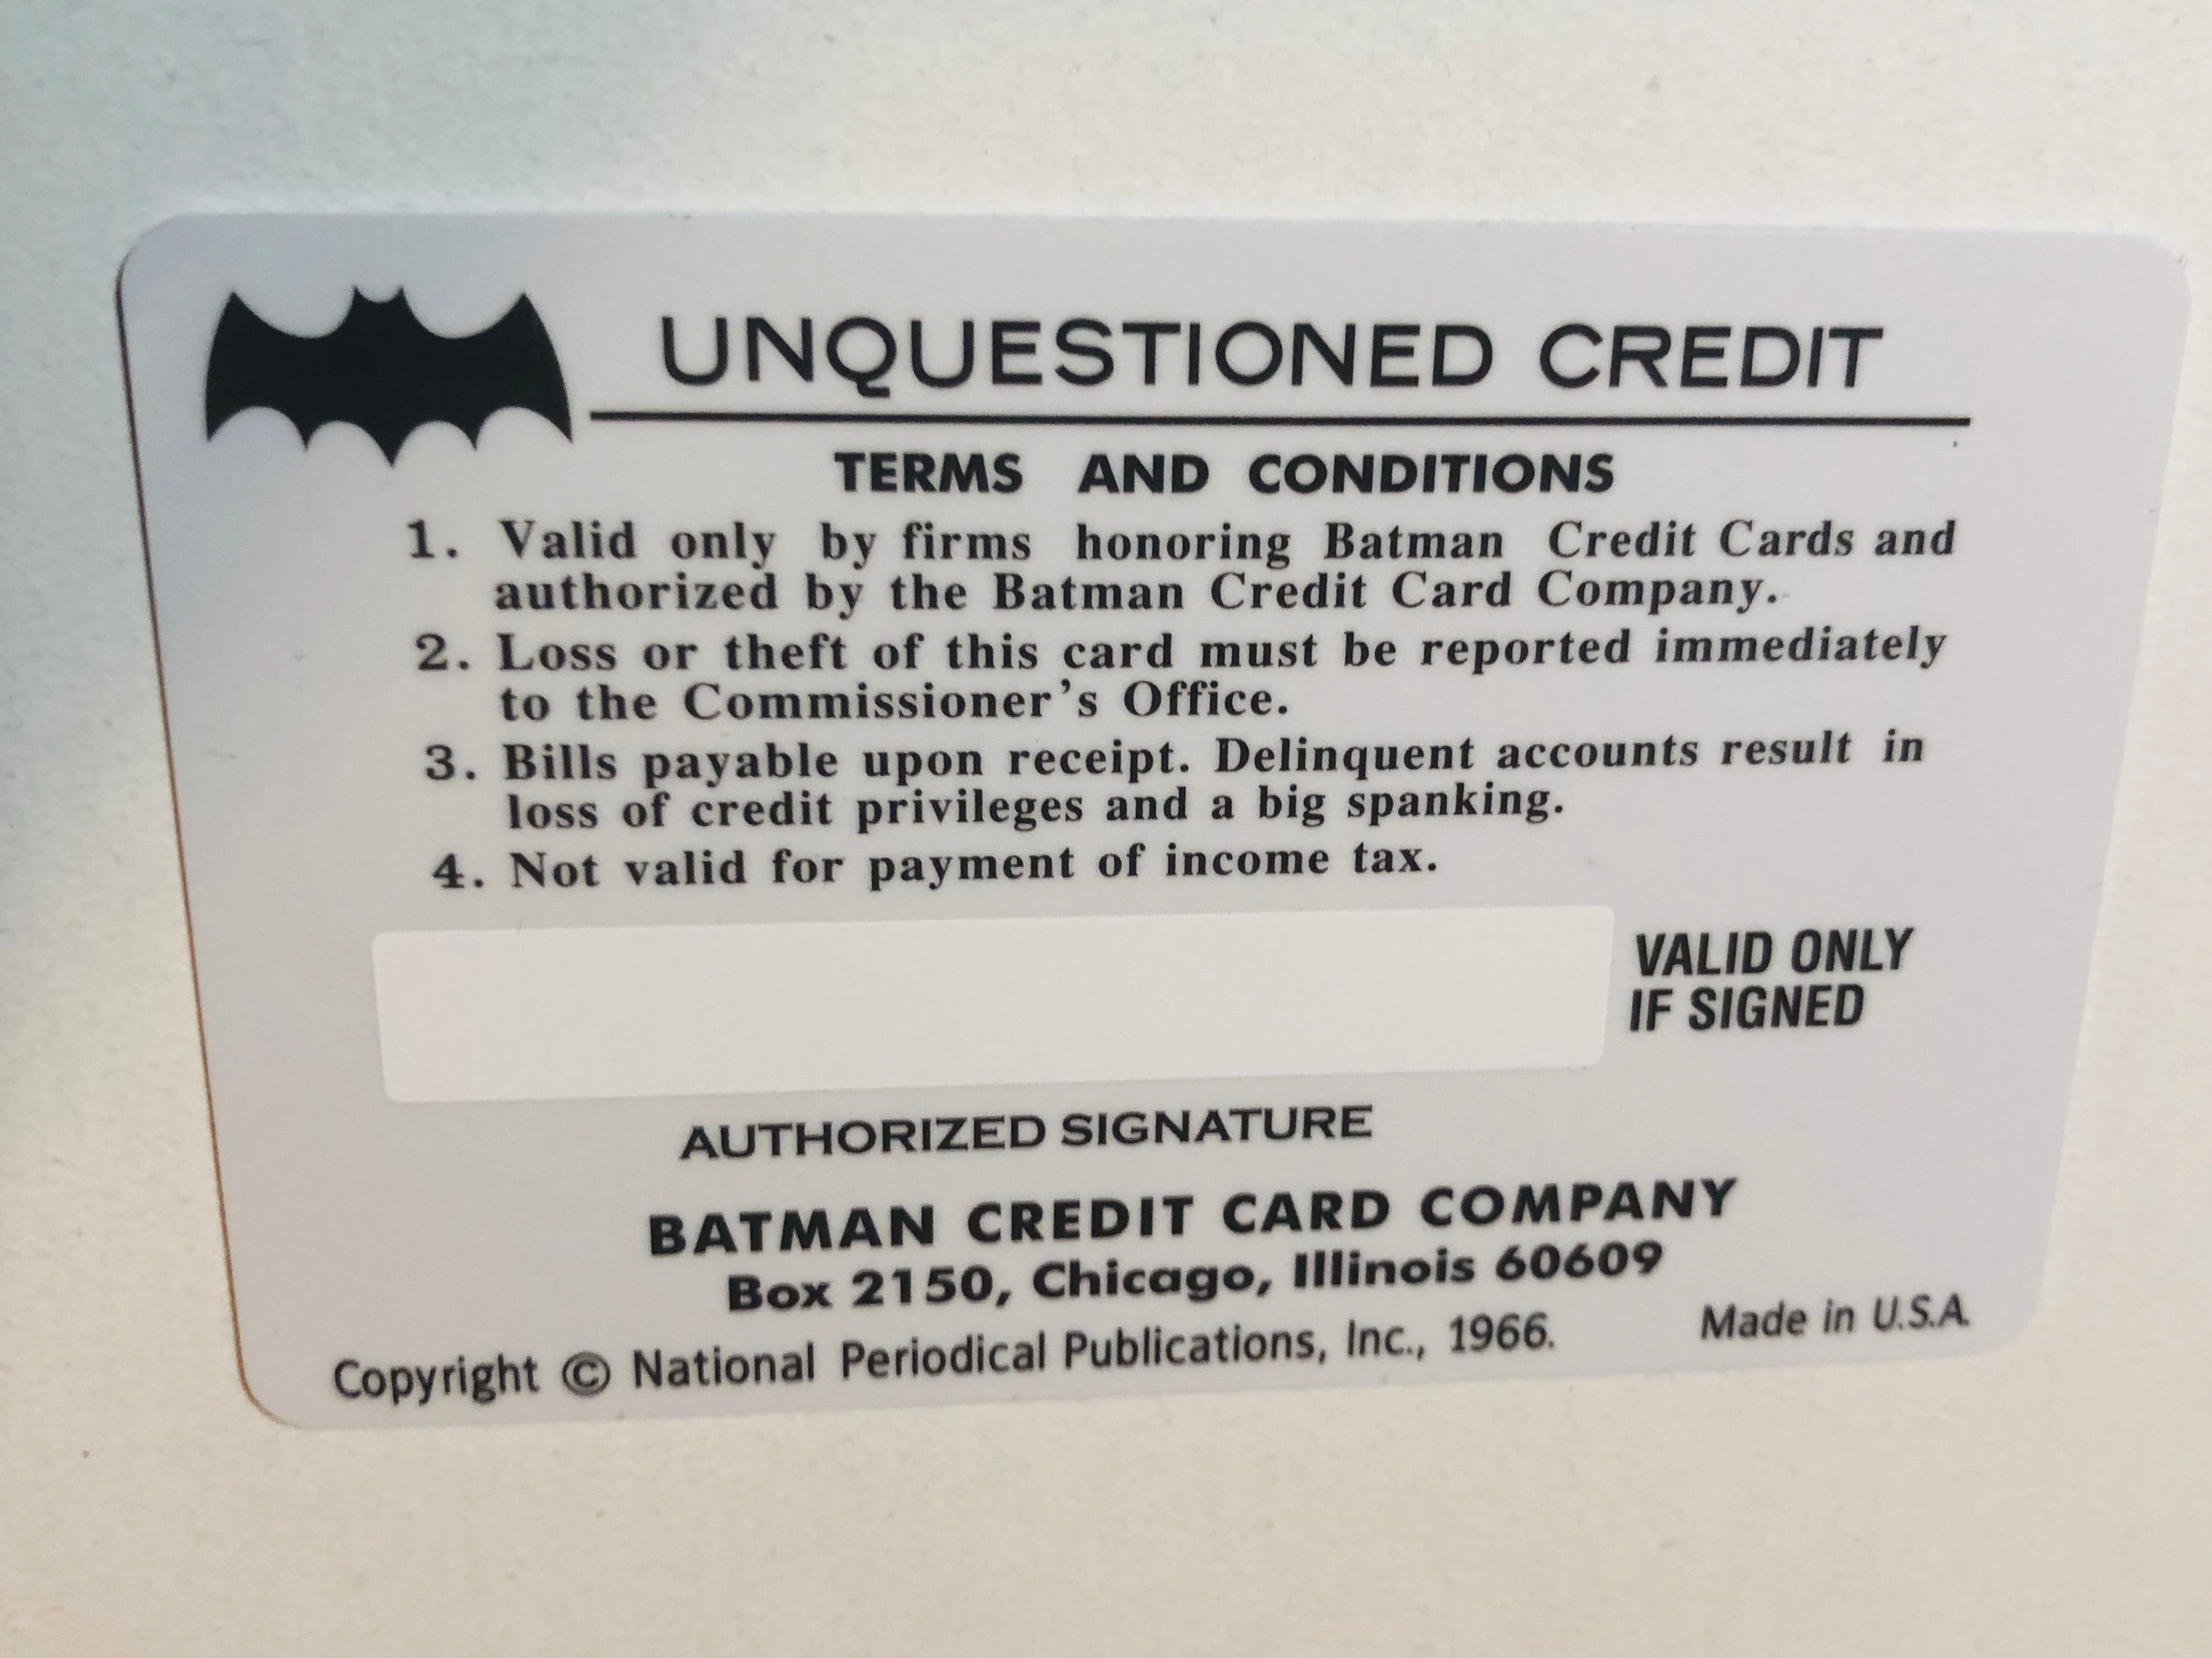 UNQUESTIONED CREDIT
TERMS AND CONDITIONS
1. Valid only by firms honoring Batman Credit Cards and
authorized by the Batman Credit Card Company.
2. Loss or theft of this card must be reported immediately
to the Commissioner's Office.
3. Bills payable upon receipt. Delinquent accounts result in
loss of credit privileges and a big spanking.
4. Not valid for payment of income tax.
VALID ONLY
IF SIGNED
AUTHORIZED SIGNATURE
BATMAN CREDIT CARD COMPANY
Box 2150, Chicago, Illinois 60609
Copyright © National Periodical Publications, Inc., 1966. Made in U.S.A.